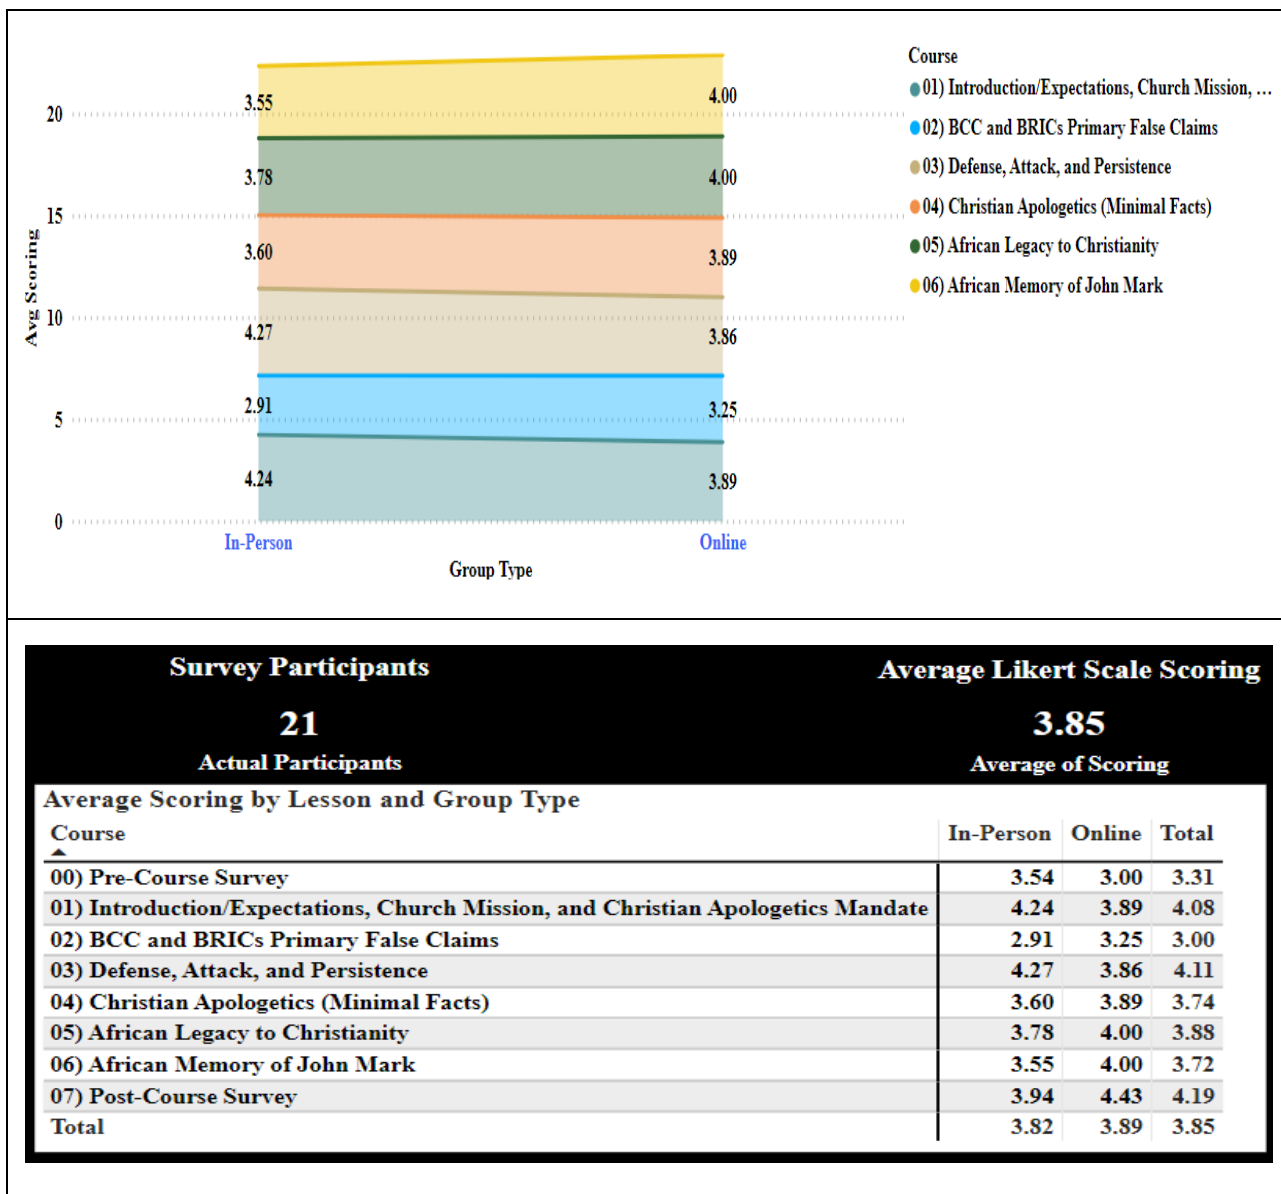 Course
01) Introduction/Expectations, Church Mission, ...
02) BCC and BRICs Primary False Claims
03) Defense, Attack, and Persistence
04) Christian Apologetics (Minimal Facts)
05) African Legacy to Christianity
06) African Memory of John Mark
Avg Scoring
20
15
10
5
0
3.55 4.00
3.78 4.00
3.60 3.89
4.27 3.86
2.91 3.25
4.24 3.89
In-Person Online
Group Type
Survey Participants Average Likert Scale Scoring
21 3.85
Actual Participants Average of Scoring
Average Scoring by Lesson and Group Type
Course In-Person Online Total
00) Pre-Course Survey 3.54 3.00 3.31
01) Introduction/Expectations, Church Mission, and Christian Apologetics Mandate 4.24 3.89 4.08
02) BCC and BRICs Primary False Claims 2.91 3.25 3.00
03) Defense, Attack, and Persistence 4.27 3.86 4.11
04) Christian Apologetics (Minimal Facts) 3.60 3.89 3.74
05) African Legacy to Christianity 3.78 4.00 3.88
06) African Memory of John Mark 3.55 4.00 3.72
07) Post-Course Survey 3.94 4.43 4.19
Total 3.82 3.89 3.85